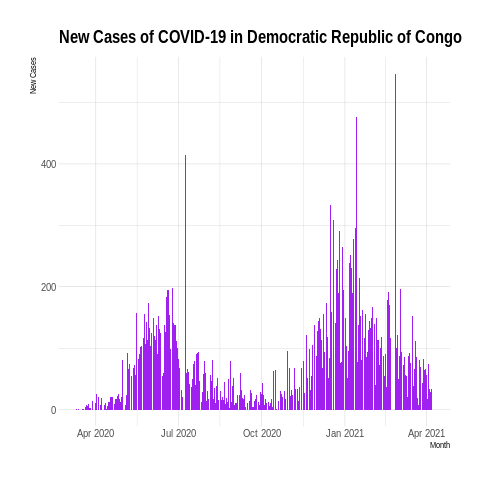 New Cases of COVID-19 in Democratic Republic of Congo
New Cases
400
200
0
Apr 2020 Jul 2020 Oct 2020 Jan 2021 Apr 2021
Month